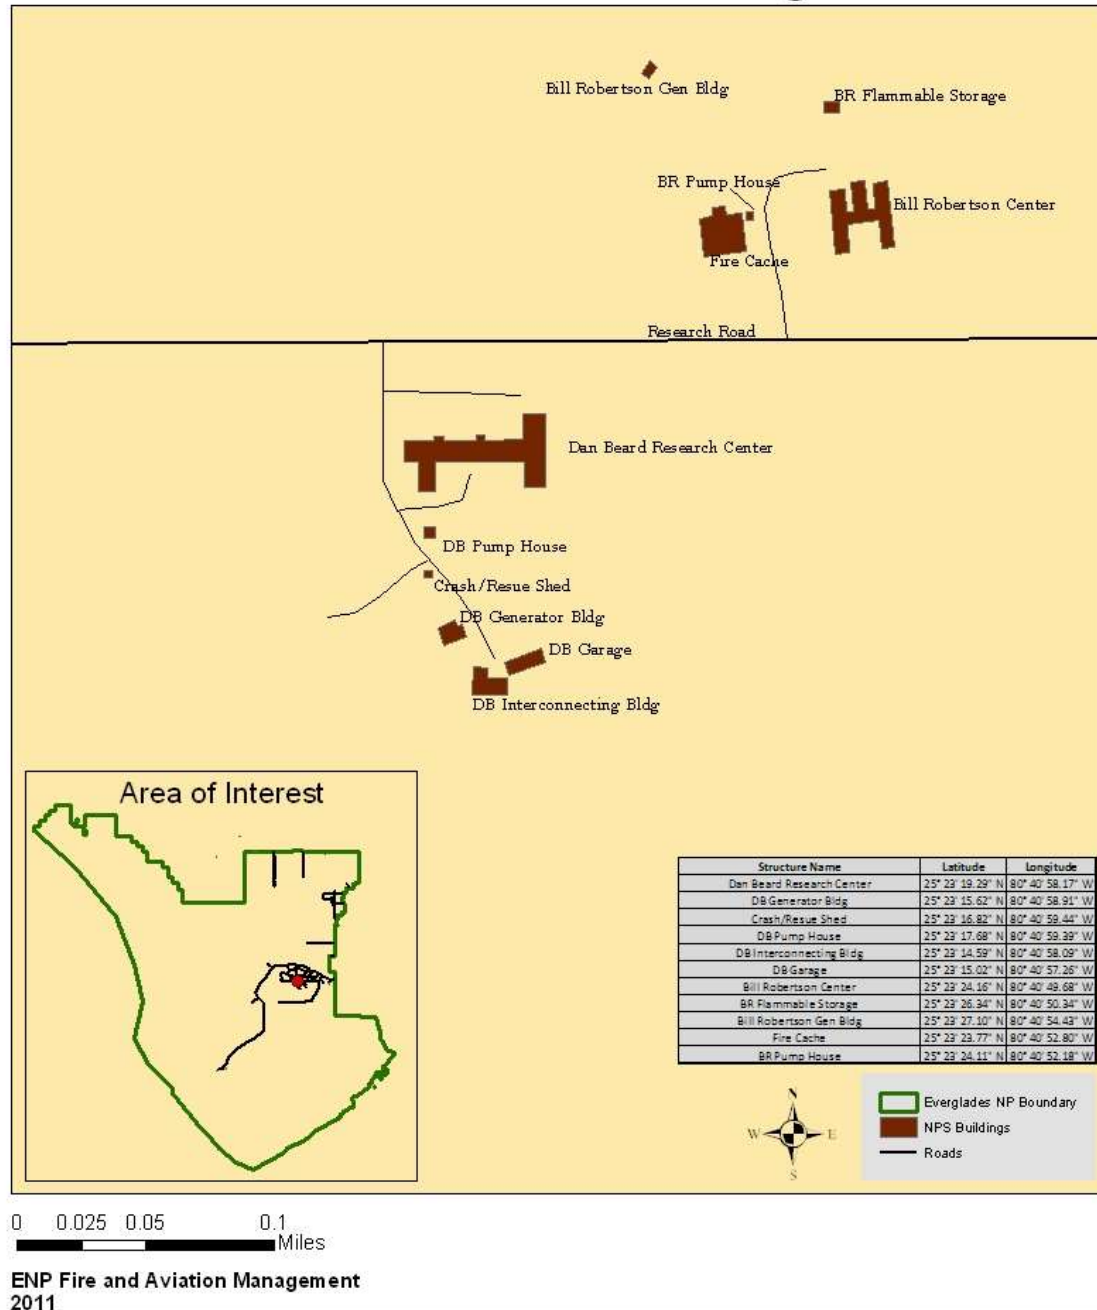 Bill Robertson Gen Bldg
BR Flammable Storage
BR Pump House
Bill Robertson Center
Fire Cache
Research Road
Dan Beard Research Center
DB Pump House
Crash/Resue Shed
DB Generator Bldg
DB Garage
DB Interconnecting Bldg
Area of Interest
Structure Name Latitude Longitude
Dan Beard Research Center 25° 23' 19.29" N 80° 40' 58.17" W
DB Generator Bldg 25° 23' 15.62" N 80° 40' 58.91" W
Crash/Resue Shed 25° 23' 16.82" N 80° 40' 59.44" W
DB Pump House 25° 23' 17.68" N 80° 40' 59.39" W
DB Interconnecting Bldg 25° 23' 14.59" N 80° 40' 58.09" W
DB Garage 25° 23' 15.02" N 80° 40' 57.26" W
Bill Robertson Center 25° 23' 24.16" N 80° 40' 49.68" W
BR Flammable Storage 25° 23' 26.34" N 80° 40' 50.34" W
Bill Robertson Gen Bldg 25° 23' 27.10" N 80° 40' 54.43" W
Fire Cache 25° 23' 23.77" N 80° 40' 52.80" W
BR Pump House 25° 23' 24.11" N 80° 40' 52.18" W
N
W E
S
Everglades NP Boundary
NPS Buildings
Roads
0 0.025 0.05 0.1
Miles
ENP Fire and Aviation Management
2011